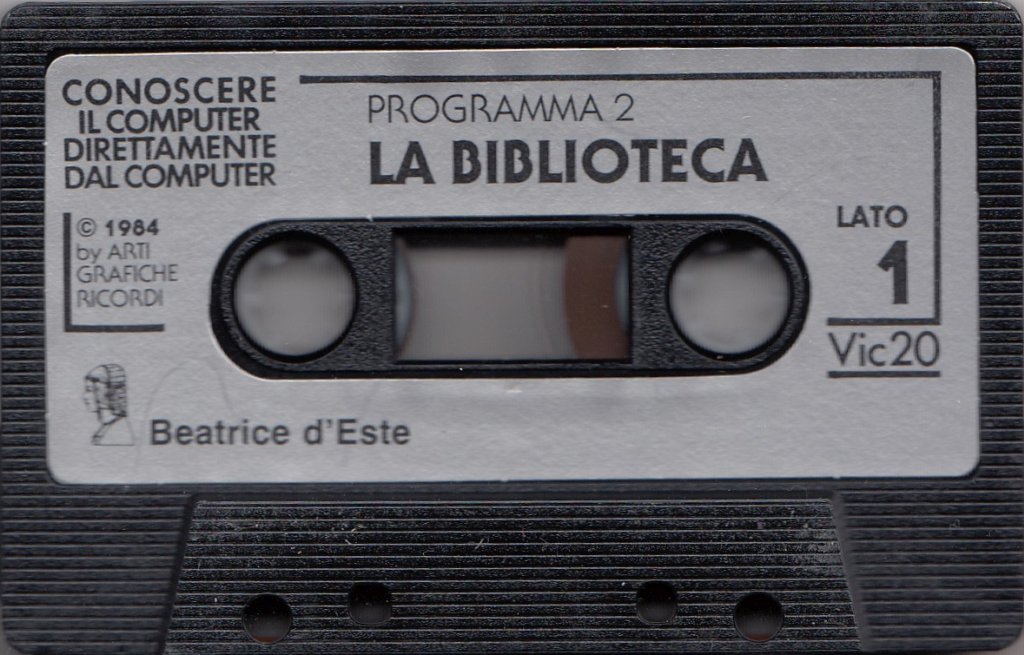 CONOSCERE
IL COMPUTER
DIRETTAMENTE
DAL COMPUTER
© 1984
by ARTI
GRAFICHE
RICORDI
PROGRAMMA 2
LA BIBLIOTECA
LATO
1
Vic20
Beatrice d'Este